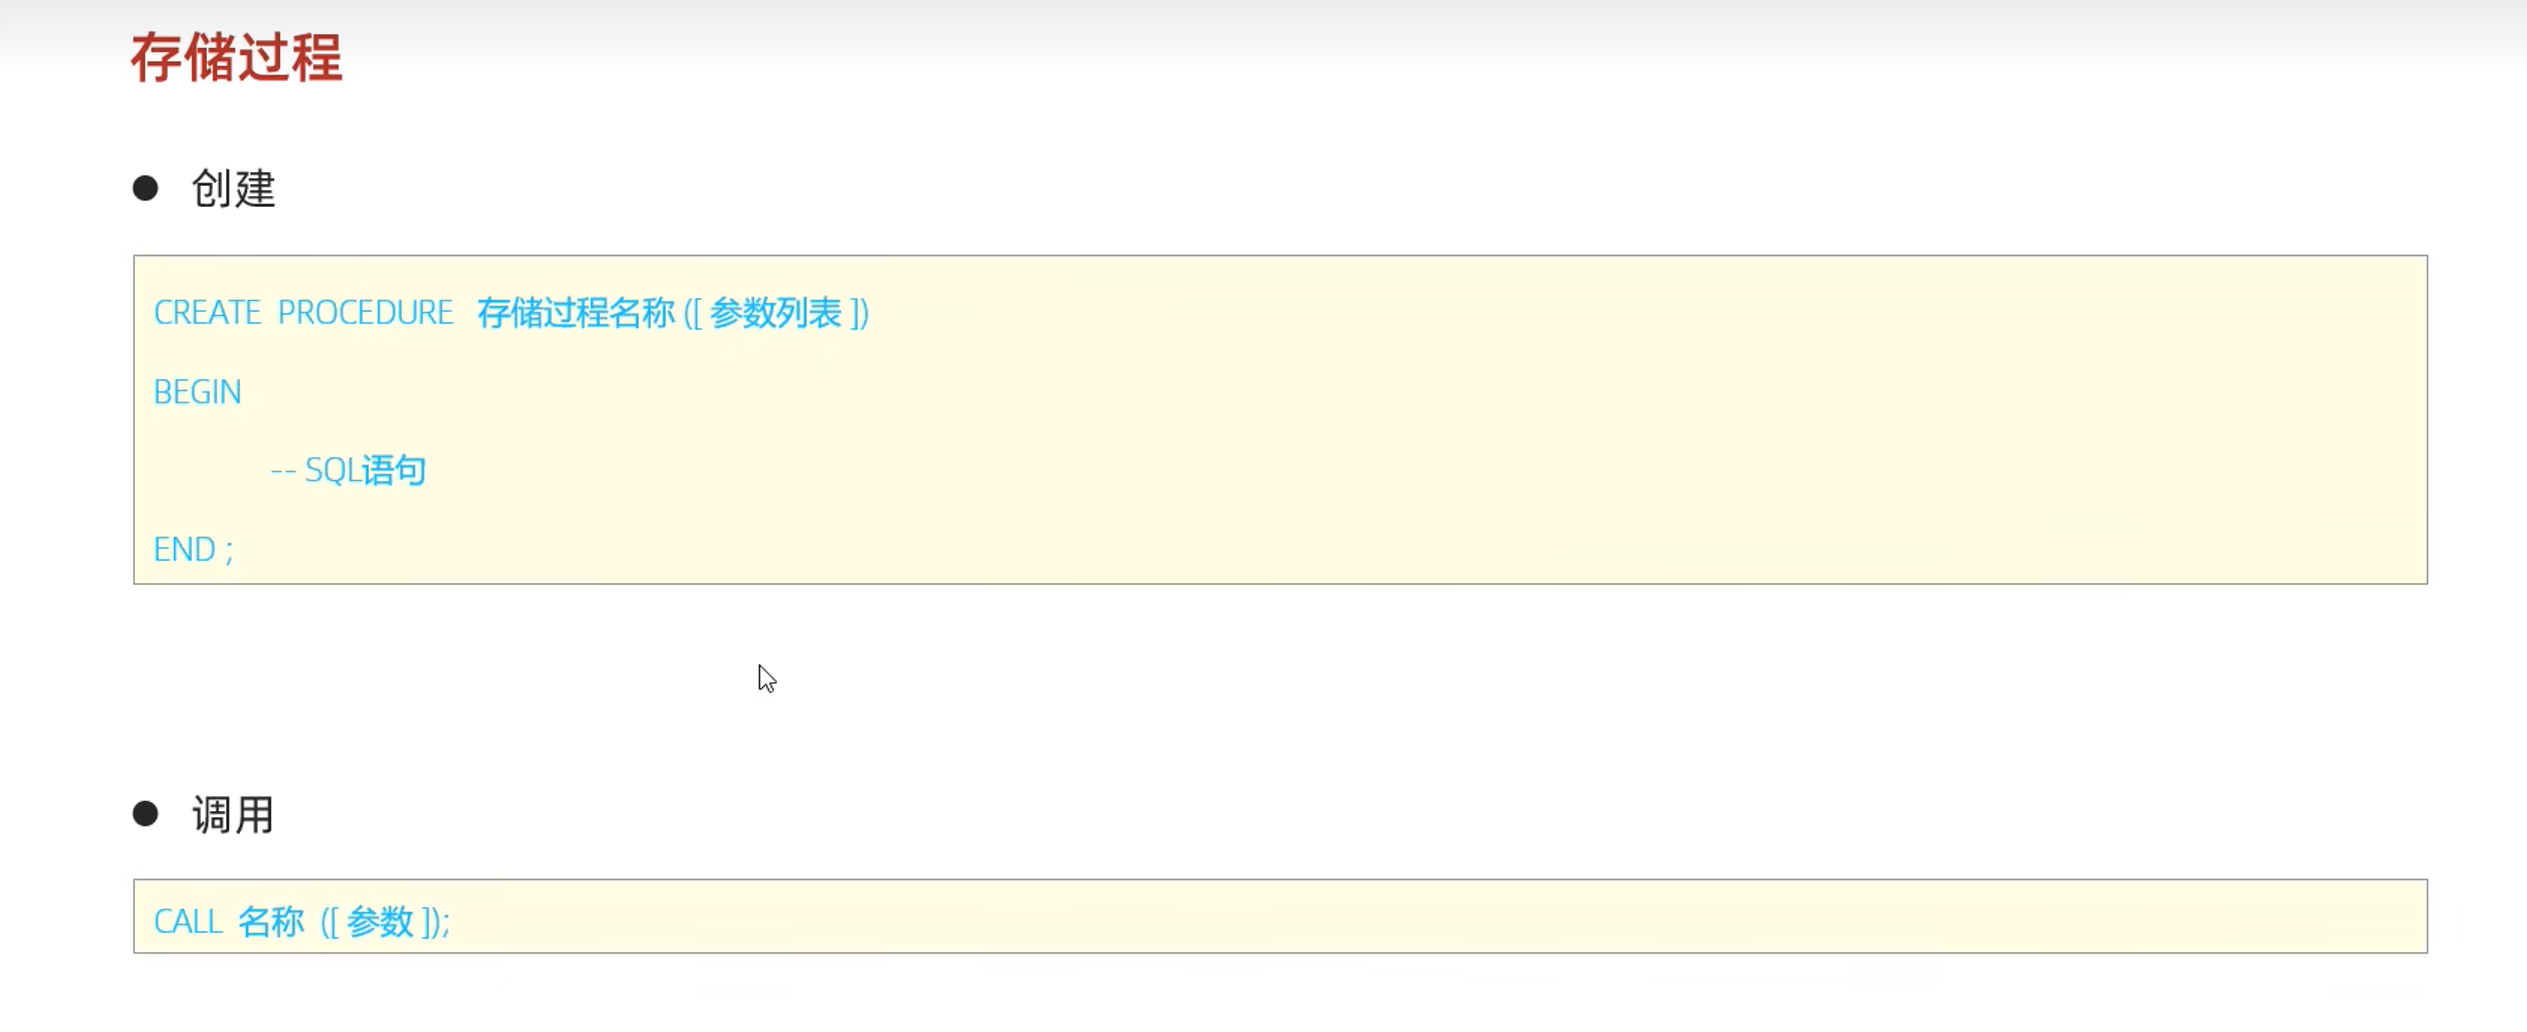 存储过程
创建
CREATE PROCEDURE 存储过程名称 ([ 参数列表 ])
BEGIN
-- SQL语句
END ;
调用
CALL 名称 ([ 参数 ]);